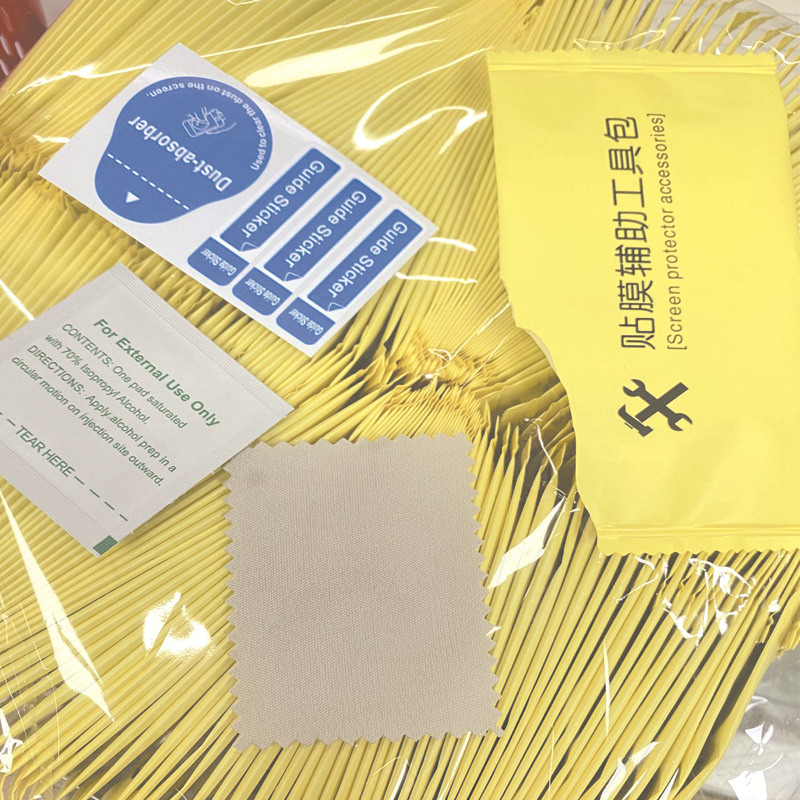 Used to clear the dust on the screen.
Dust-absorber
Guide Sticker
Guide Sticker
Guide Sticker
Guide Sticker
Guide Sticker
Guide Sticker
贴膜辅助工具包
[Screen protector accessories]
For External Use Only
CONTENTS: One pad saturated
with 70% Isopropyl Alcohol.
DIRECTIONS: Apply alcohol prep in a
circular motion on injection site outward.
TEAR HERE